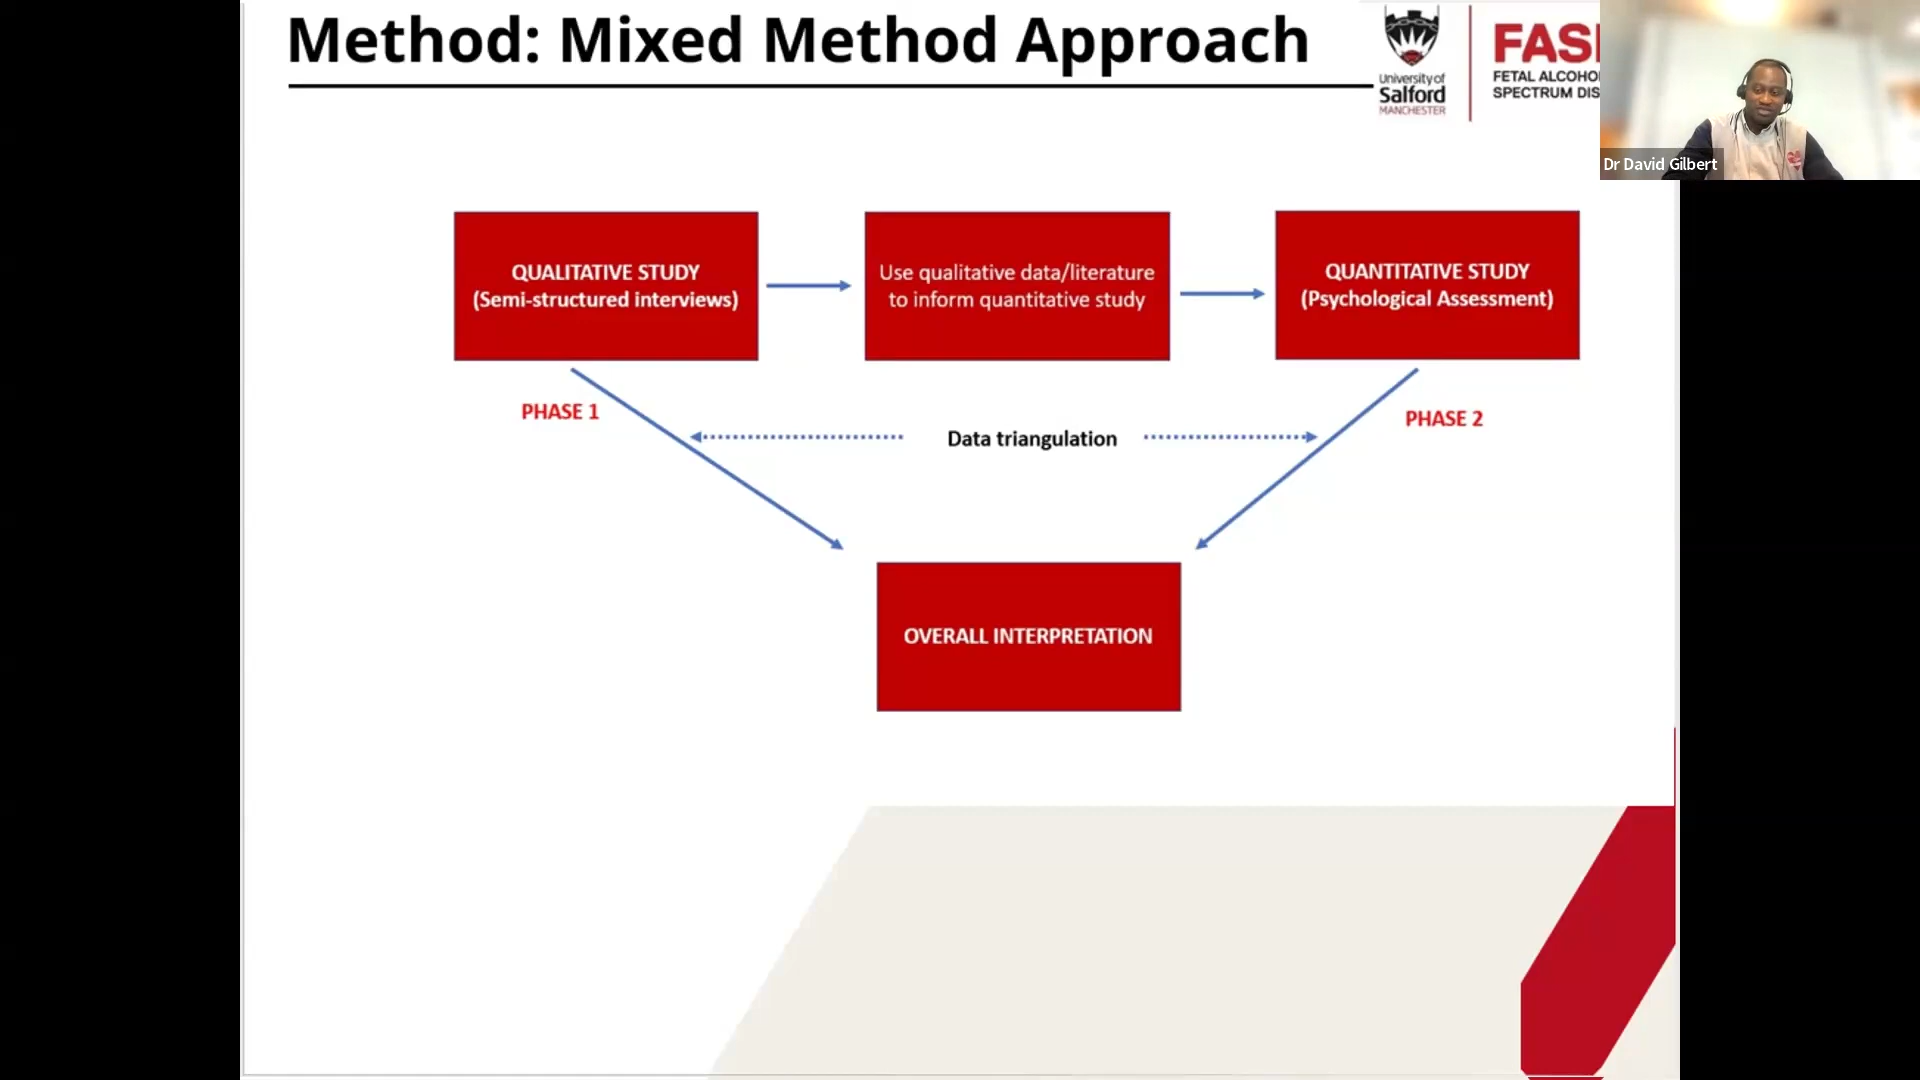 Method: Mixed Method Approach
University of
Salford
MANCHESTER
FETAL ALCOHO
SPECTRUM DIS
Dr David Gilbert
QUALITATIVE STUDY
(Semi-structured interviews)
Use qualitative data/literature
to inform quantitative study
QUANTITATIVE STUDY
(Psychological Assessment)
PHASE 1
Data triangulation
PHASE 2
OVERALL INTERPRETATION